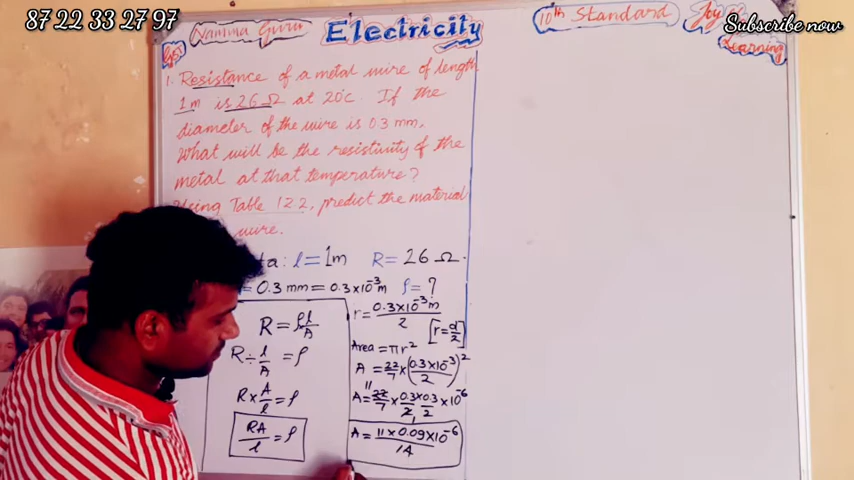 87 22 33 27 97
Subscribe now
Namma Guru
Electricity
10th Standard
Joy
Learning
1. Resistance of a metal wire of length
1m is 26 Ω at 20°c. If the
diameter of the wire is 0.3 mm,
What will be the resistivity of the
metal at that temperature?
Using Table 12.2, predict the material
wire.
ta: l=1m R=26 Ω.
= 0.3 mm = 0.3×10⁻³m ρ=?
R=ρl/A
R÷l/A=ρ
R×A/l=ρ
RA/l=ρ
r=0.3×10⁻³m/2
[r=d/2]
Area=πr²
A=22/7×(0.3×10⁻³/2)²
11
A=22/7×0.3/2×0.3/2×10⁻⁶
1
A=11×0.09×10⁻⁶/14